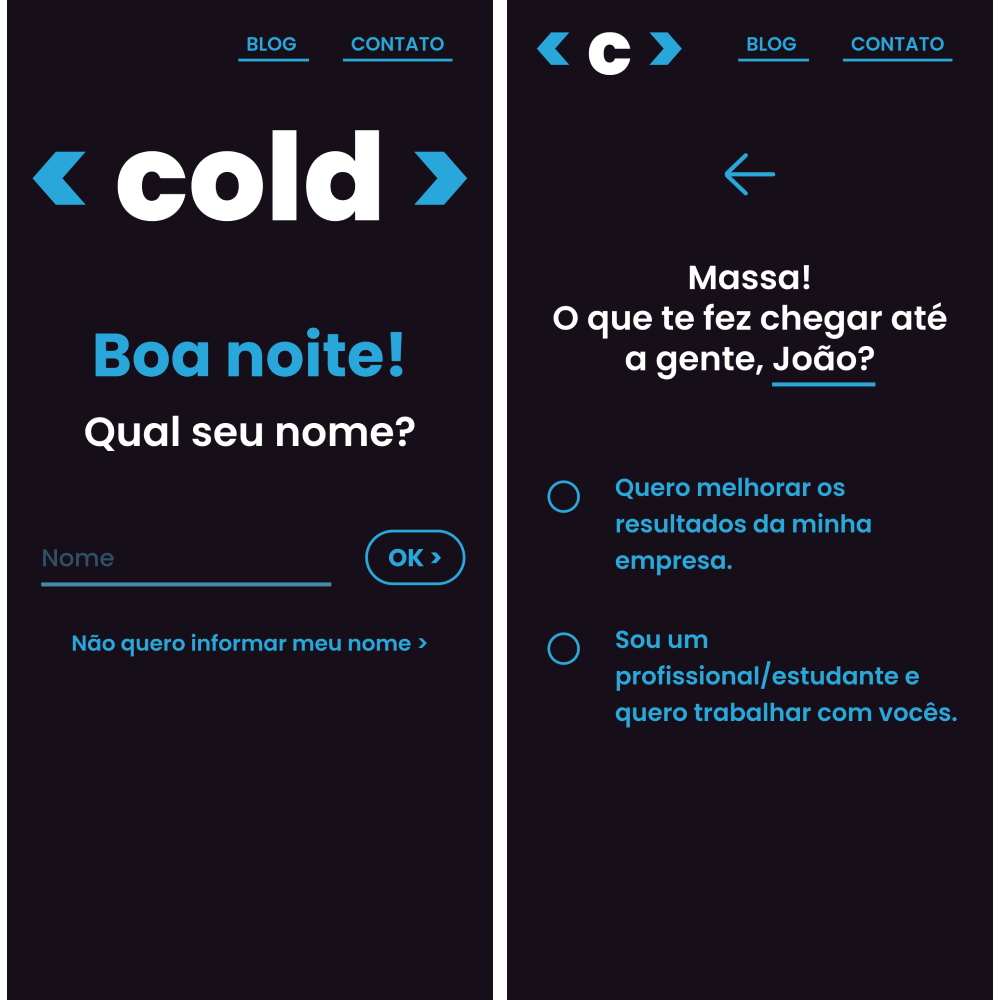 BLOG CONTATO
cold
Boa noite!
Qual seu nome?
Nome
OK >
Não quero informar meu nome >
c
BLOG CONTATO
Massa!
O que te fez chegar até
a gente, João?
Quero melhorar os
resultados da minha
empresa.
Sou um
profissional/estudante e
quero trabalhar com vocês.